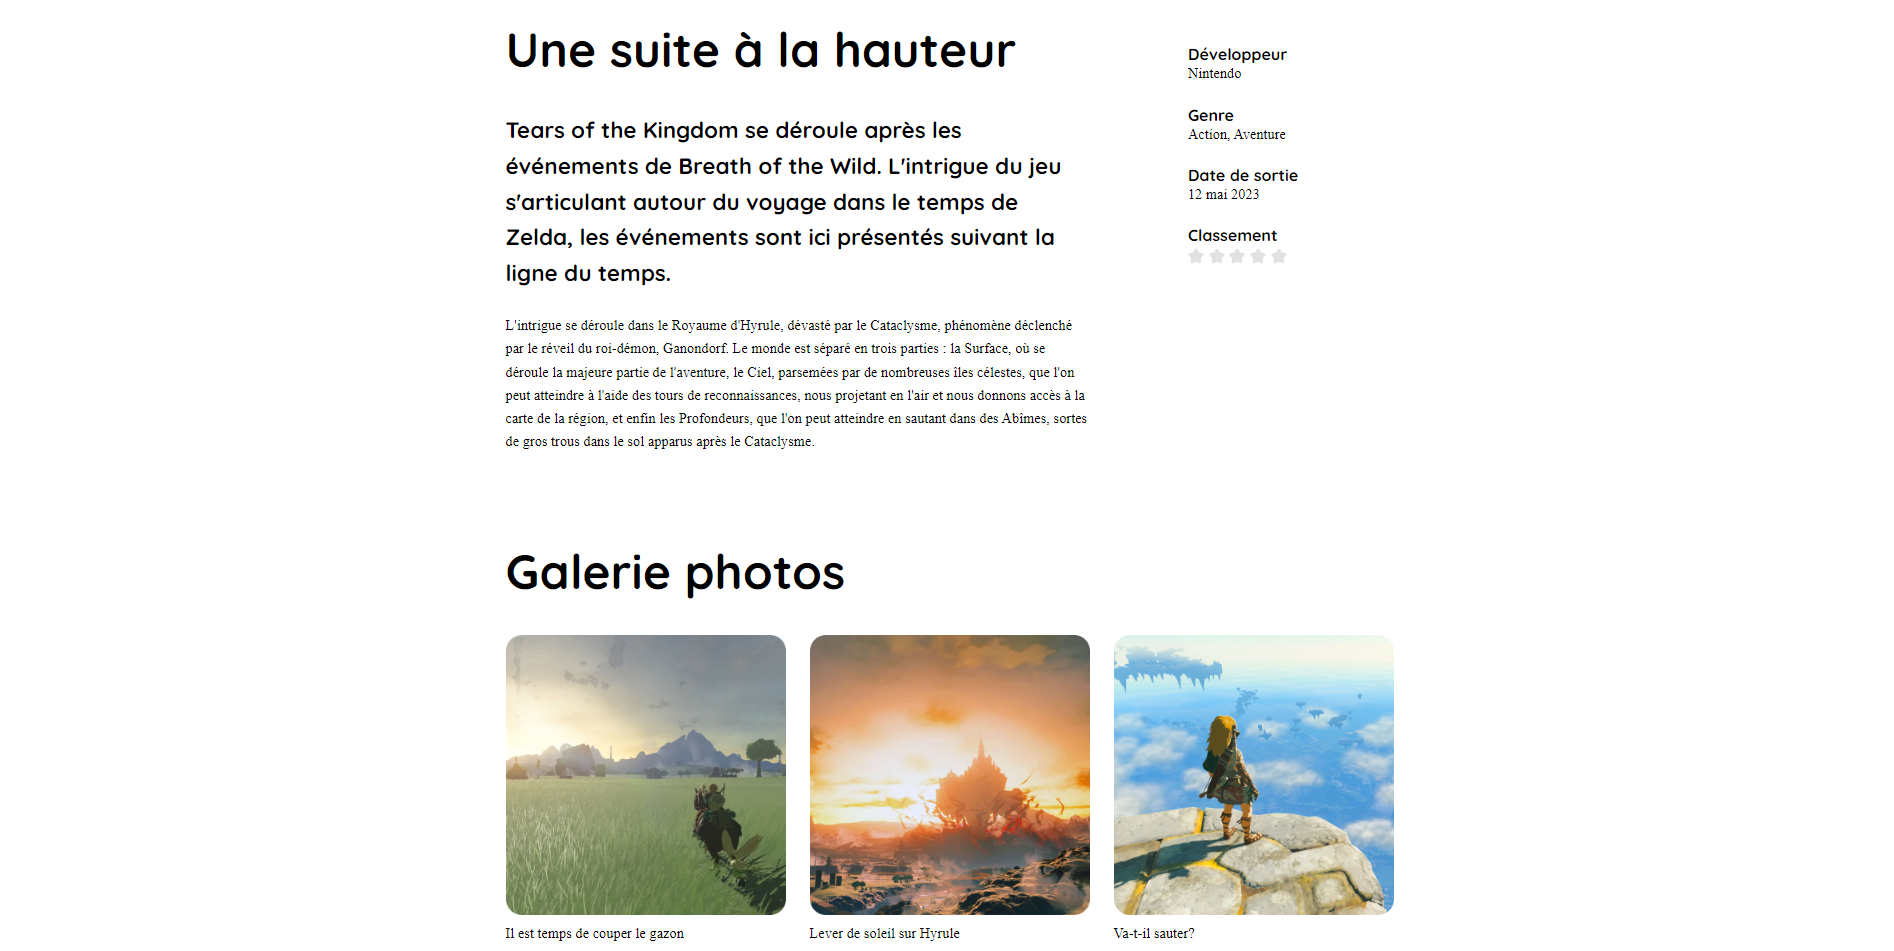 Une suite à la hauteur
Tears of the Kingdom se déroule après les
événements de Breath of the Wild. L'intrigue du jeu
s'articulant autour du voyage dans le temps de
Zelda, les événements sont ici présentés suivant la
ligne du temps.
L'intrigue se déroule dans le Royaume d'Hyrule, dévasté par le Cataclysme, phénomène déclenché
par le réveil du roi-démon, Ganondorf. Le monde est séparé en trois parties : la Surface, où se
déroule la majeure partie de l'aventure, le Ciel, parsemées par de nombreuses îles célestes, que l'on
peut atteindre à l'aide des tours de reconnaissances, nous projetant en l'air et nous donnons accès à la
carte de la région, et enfin les Profondeurs, que l'on peut atteindre en sautant dans des Abîmes, sortes
de gros trous dans le sol apparus après le Cataclysme.
Développeur
Nintendo
Genre
Action, Aventure
Date de sortie
12 mai 2023
Classement
Galerie photos
Il est temps de couper le gazon
Lever de soleil sur Hyrule
Va-t-il sauter?